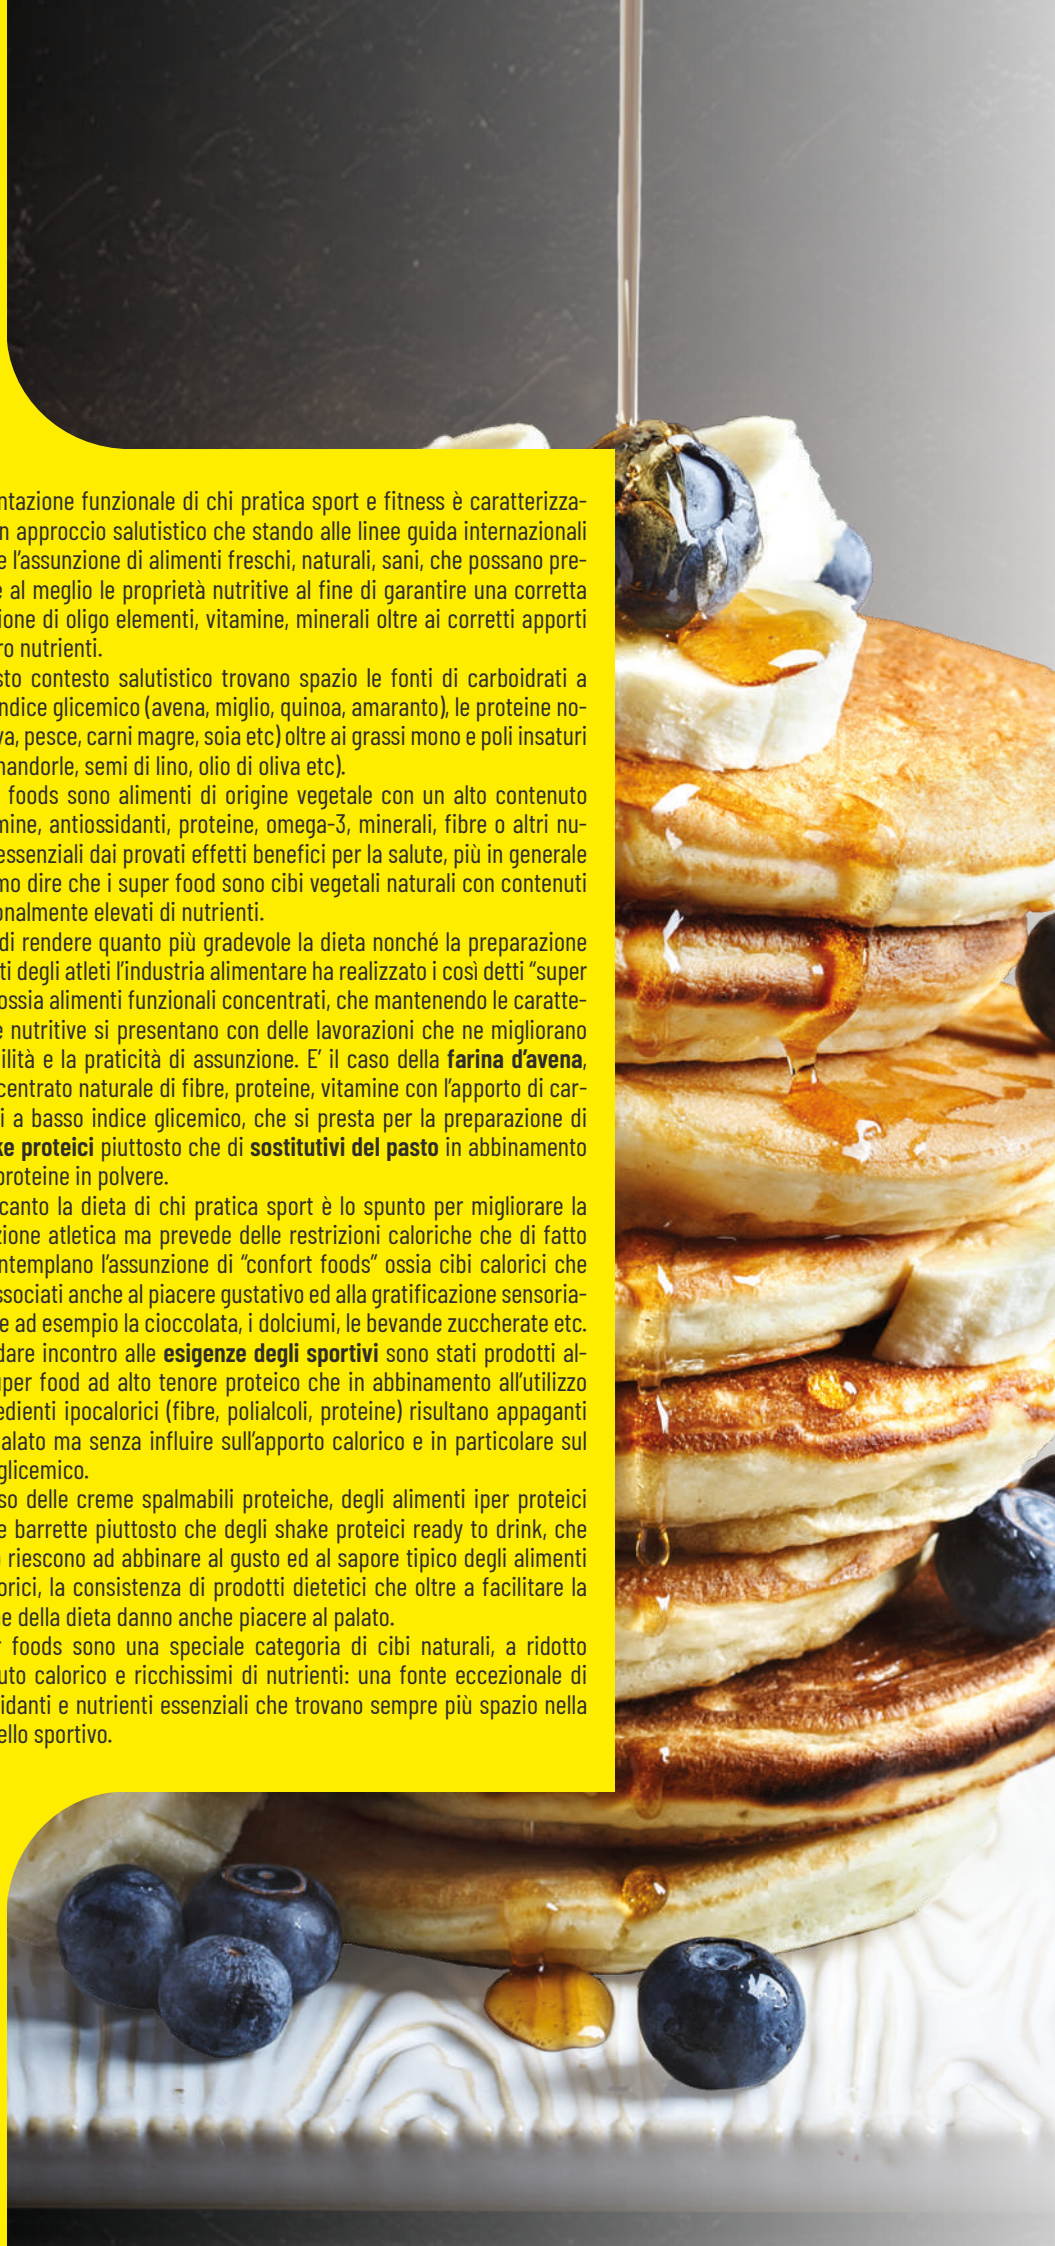 ntazione funzionale di chi pratica sport e fitness è caratterizza-
n approccio salutistico che stando alle linee guida internazionali
e l’assunzione di alimenti freschi, naturali, sani, che possano pre-
e al meglio le proprietà nutritive al fine di garantire una corretta
ione di oligo elementi, vitamine, minerali oltre ai corretti apporti
ro nutrienti.
sto contesto salutistico trovano spazio le fonti di carboidrati a
ndice glicemico (avena, miglio, quinoa, amaranto), le proteine no-
va, pesce, carni magre, soia etc) oltre ai grassi mono e poli insaturi
mandorle, semi di lino, olio di oliva etc).
foods sono alimenti di origine vegetale con un alto contenuto
mine, antiossidanti, proteine, omega-3, minerali, fibre o altri nu-
essenziali dai provati effetti benefici per la salute, più in generale
mo dire che i super food sono cibi vegetali naturali con contenuti
onalmente elevati di nutrienti.
di rendere quanto più gradevole la dieta nonché la preparazione
ti degli atleti l’industria alimentare ha realizzato i così detti “super
ossia alimenti funzionali concentrati, che mantenendo le caratte-
e nutritive si presentano con delle lavorazioni che ne migliorano
ilità e la praticità di assunzione. E’ il caso della farina d’avena,
centrato naturale di fibre, proteine, vitamine con l’apporto di car-
i a basso indice glicemico, che si presta per la preparazione di
ke proteici piuttosto che di sostitutivi del pasto in abbinamento
proteine in polvere.
canto la dieta di chi pratica sport è lo spunto per migliorare la
zione atletica ma prevede delle restrizioni caloriche che di fatto
ntemplano l’assunzione di “confort foods” ossia cibi calorici che
ssociati anche al piacere gustativo ed alla gratificazione sensoria-
e ad esempio la cioccolata, i dolciumi, le bevande zuccherate etc.
dare incontro alle esigenze degli sportivi sono stati prodotti al-
uper food ad alto tenore proteico che in abbinamento all’utilizzo
edienti ipocalorici (fibre, polialcoli, proteine) risultano appaganti
alato ma senza influire sull’apporto calorico e in particolare sul
glicemico.
so delle creme spalmabili proteiche, degli alimenti iper proteici
e barrette piuttosto che degli shake proteici ready to drink, che
o riescono ad abbinare al gusto ed al sapore tipico degli alimenti
orici, la consistenza di prodotti dietetici che oltre a facilitare la
ne della dieta danno anche piacere al palato.
r foods sono una speciale categoria di cibi naturali, a ridotto
uto calorico e ricchissimi di nutrienti: una fonte eccezionale di
idanti e nutrienti essenziali che trovano sempre più spazio nella
ello sportivo.